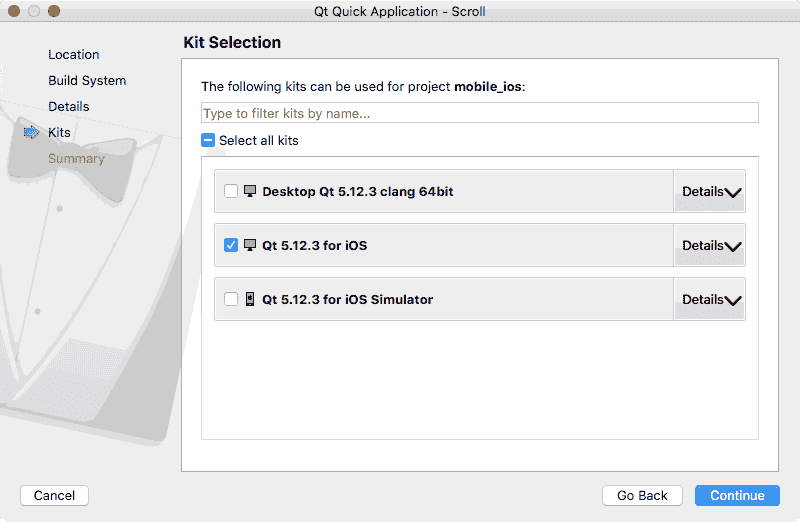 Qt Quick Application - Scroll
Location
Build System
Details
Kits
Summary
Kit Selection
The following kits can be used for project mobile_ios:
Type to filter kits by name...
Select all kits
Desktop Qt 5.12.3 clang 64bit Details
Qt 5.12.3 for iOS Details
Qt 5.12.3 for iOS Simulator Details
Cancel Go Back Continue